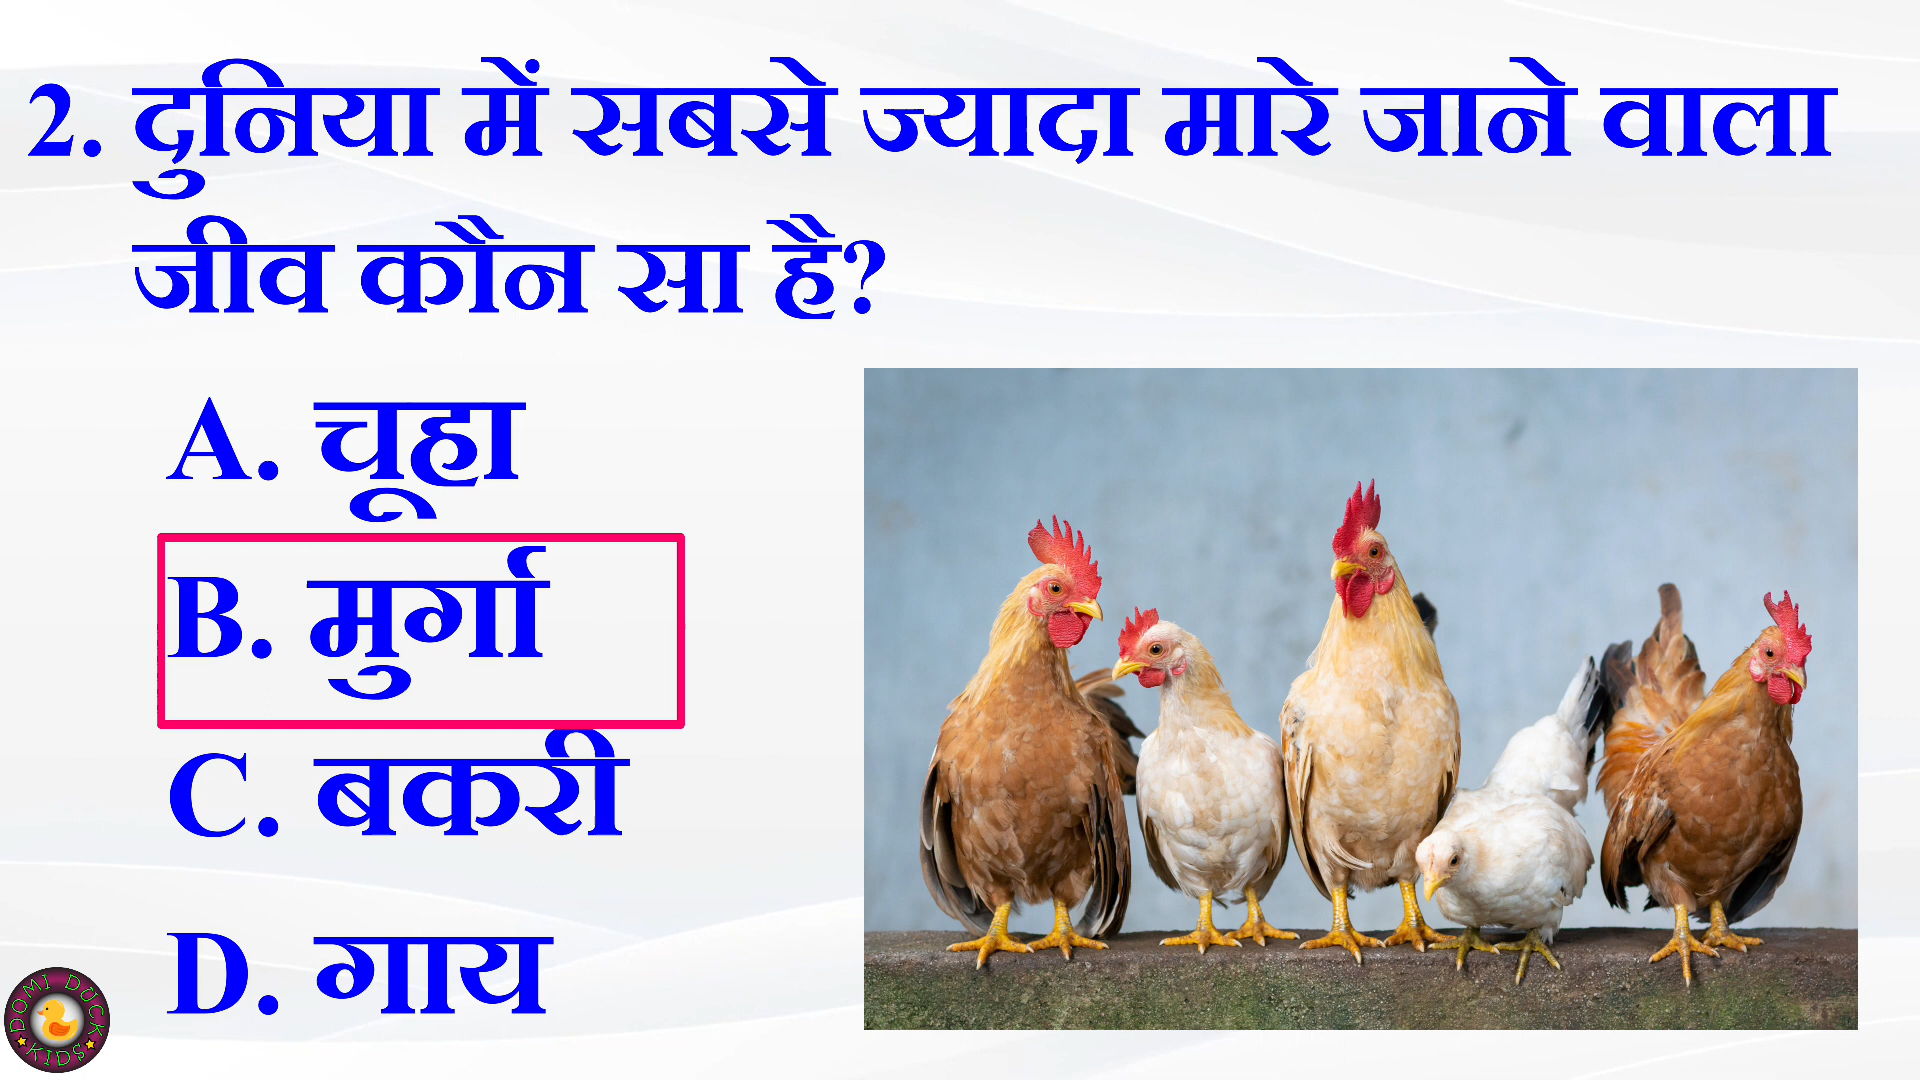 2. दुनिया में सबसे ज्यादा मारे जाने वाला
जीव कौन सा है?
A. चूहा
B. मुर्गा
C. बकरी
D. गाय
DOMI DUCK
KIDS